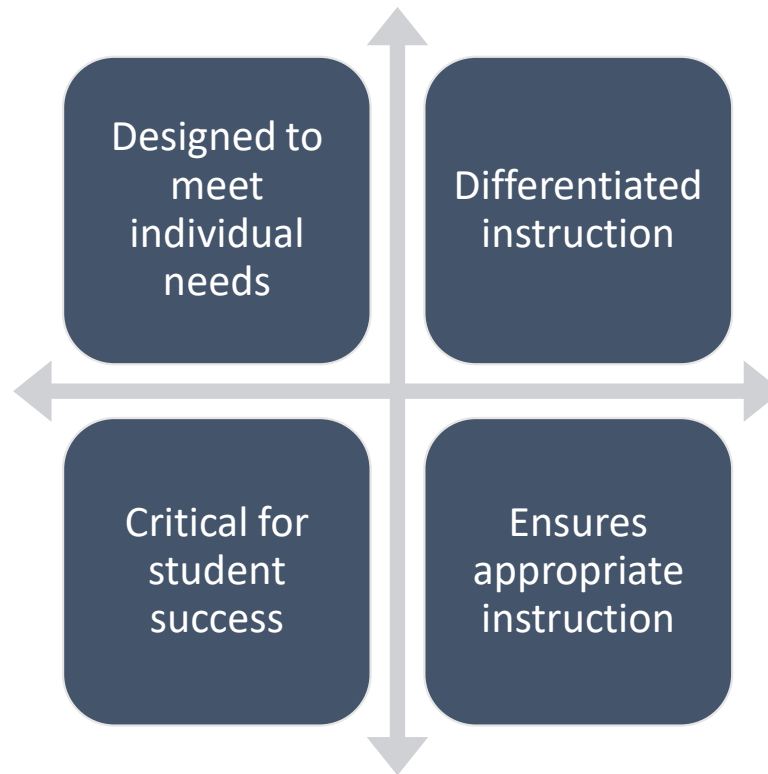 Designed to
meet
individual
needs
Differentiated
instruction
Critical for
student
success
Ensures
appropriate
instruction